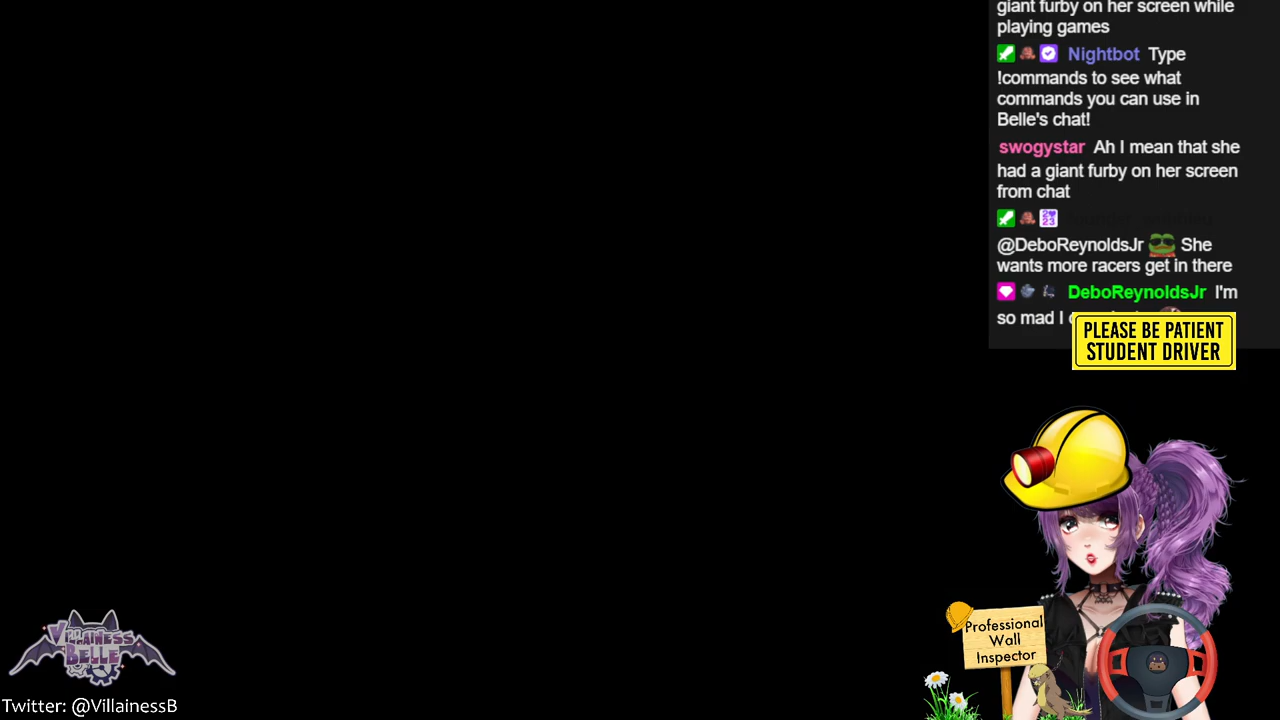 giant furby on her screen while
playing games
Nightbot Type
!commands to see what
commands you can use in
Belle's chat!
swogystar Ah I mean that she
had a giant furby on her screen
from chat
@DeboReynoldsJr She
wants more racers get in there
DeboReynoldsJr I'm
so mad I
PLEASE BE PATIENT
STUDENT DRIVER
Professional
Wall
Inspector
VILLAINESS
BELLE
Twitter: @VillainessB